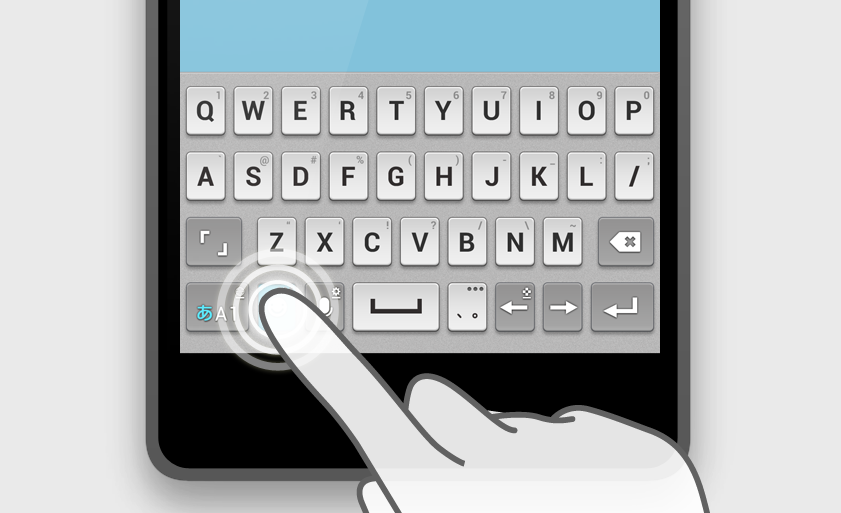 1 2 3 4 5 6 7 8 9 0
Q W E R T Y U I O P
@ # % ( ) - _ : ;
A S D F G H J K L /
" ' ! ? / \ ~
「 」 Z X C V B N M
あA1 、。